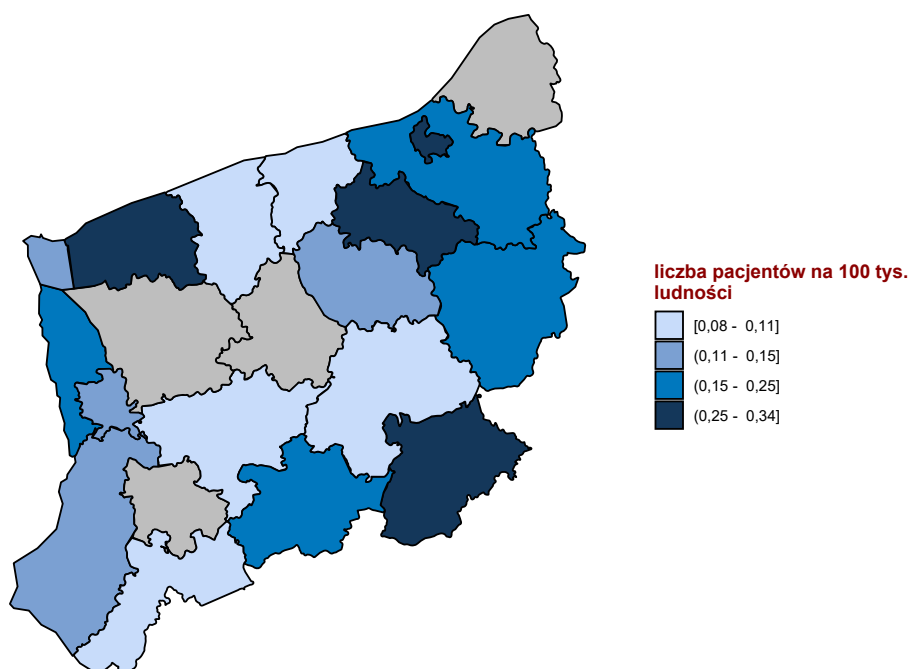 liczba pacjentów na 100 tys.
ludności
[0,08 - 0,11]
(0,11 - 0,15]
(0,15 - 0,25]
(0,25 - 0,34]